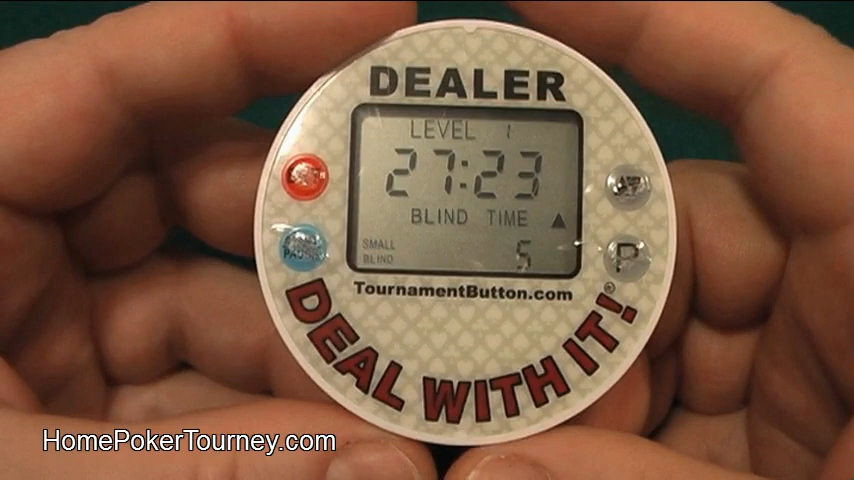 DEALER
LEVEL 1
27:23
BLIND TIME ▲
SMALL BLIND 5
P
TournamentButton.com
DEAL WITH IT!®
HomePokerTourney.com